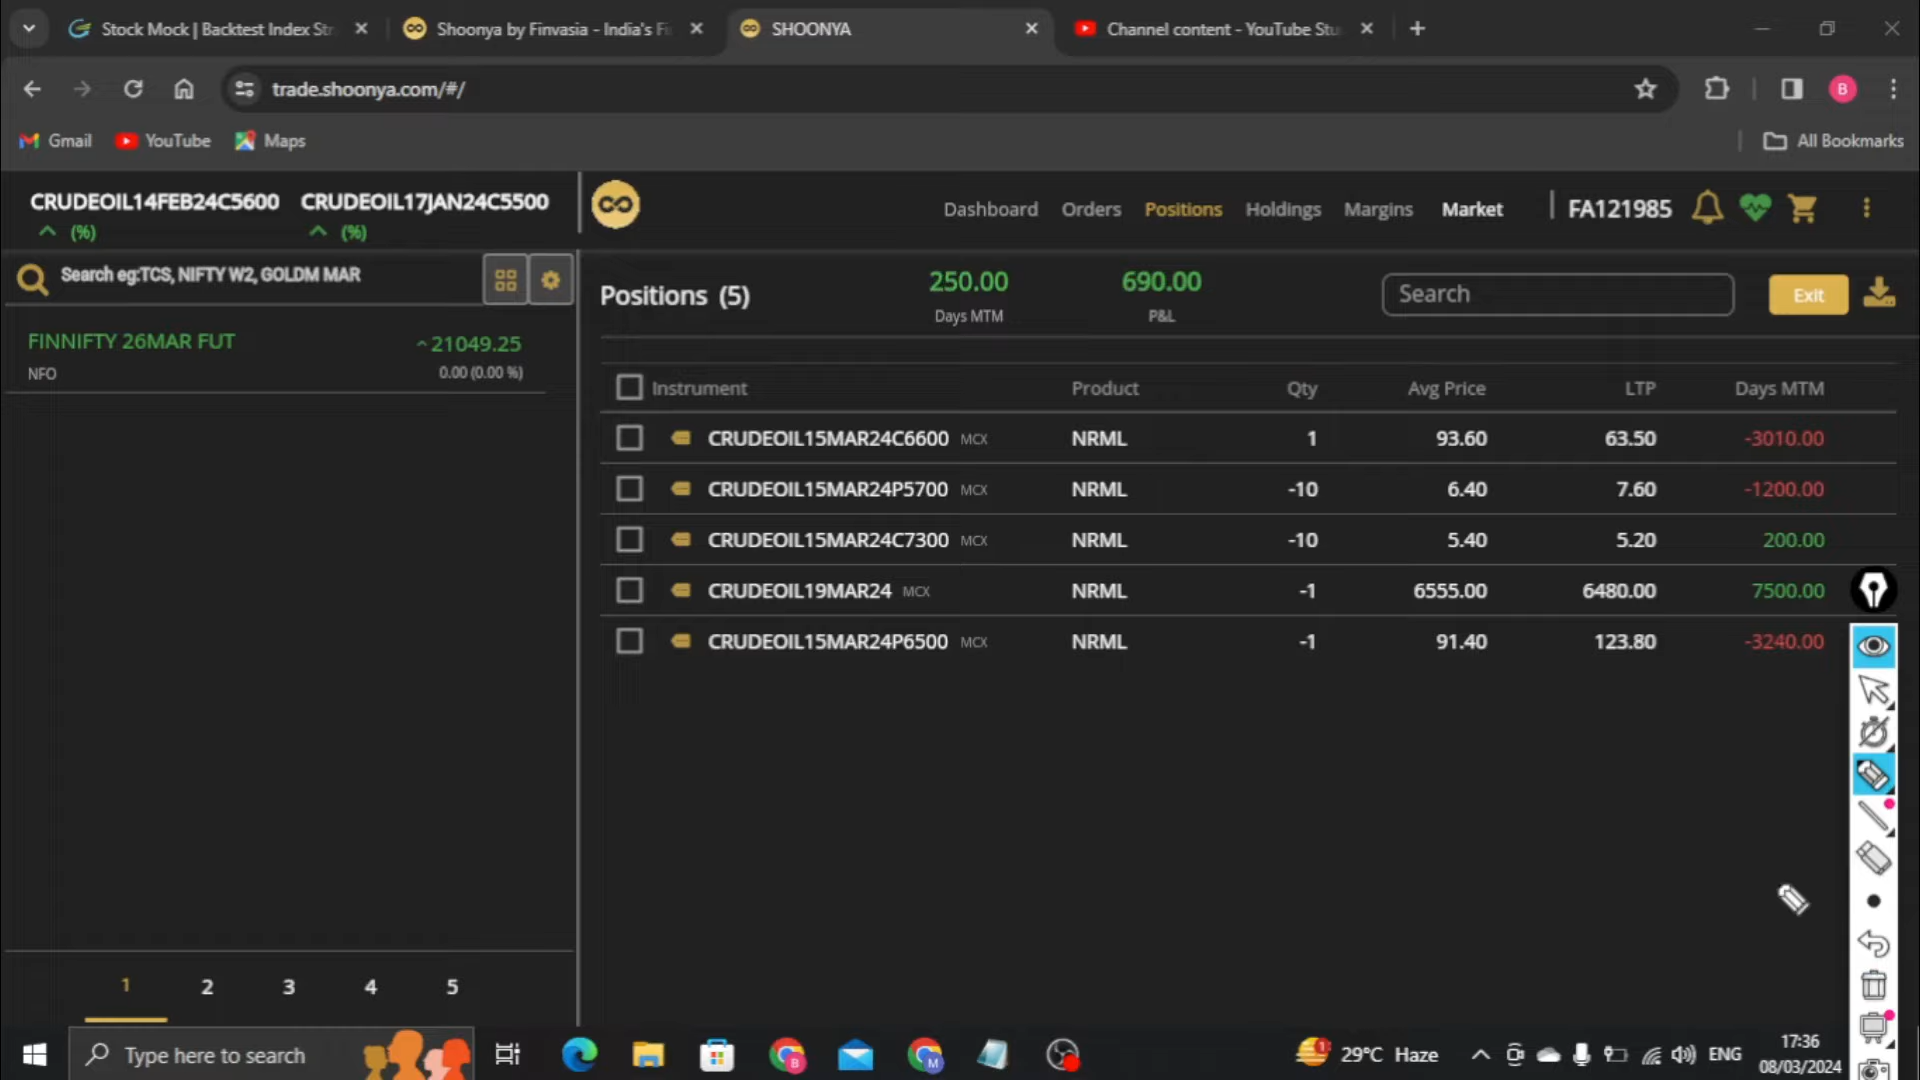 Stock Mock | Backtest Index Str
Shoonya by Finvasia - India's Fi
SHOONYA
Channel content - YouTube Stu
trade.shoonya.com/#/
B
Gmail
YouTube
Maps
All Bookmarks
CRUDEOIL14FEB24C5600 CRUDEOIL17JAN24C5500
(%) (%)
Dashboard Orders Positions Holdings Margins Market FA121985
Search eg:TCS, NIFTY W2, GOLDM MAR
FINNIFTY 26MAR FUT 21049.25
NFO 0.00 (0.00 %)
Positions (5)
250.00
Days MTM
690.00
P&L
Search
Exit
Instrument Product Qty Avg Price LTP Days MTM
CRUDEOIL15MAR24C6600 MCX NRML 1 93.60 63.50 -3010.00
CRUDEOIL15MAR24P5700 MCX NRML -10 6.40 7.60 -1200.00
CRUDEOIL15MAR24C7300 MCX NRML -10 5.40 5.20 200.00
CRUDEOIL19MAR24 MCX NRML -1 6555.00 6480.00 7500.00
CRUDEOIL15MAR24P6500 MCX NRML -1 91.40 123.80 -3240.00
1 2 3 4 5
Type here to search
B
M
1
29°C Haze
ENG
17:36
08/03/2024